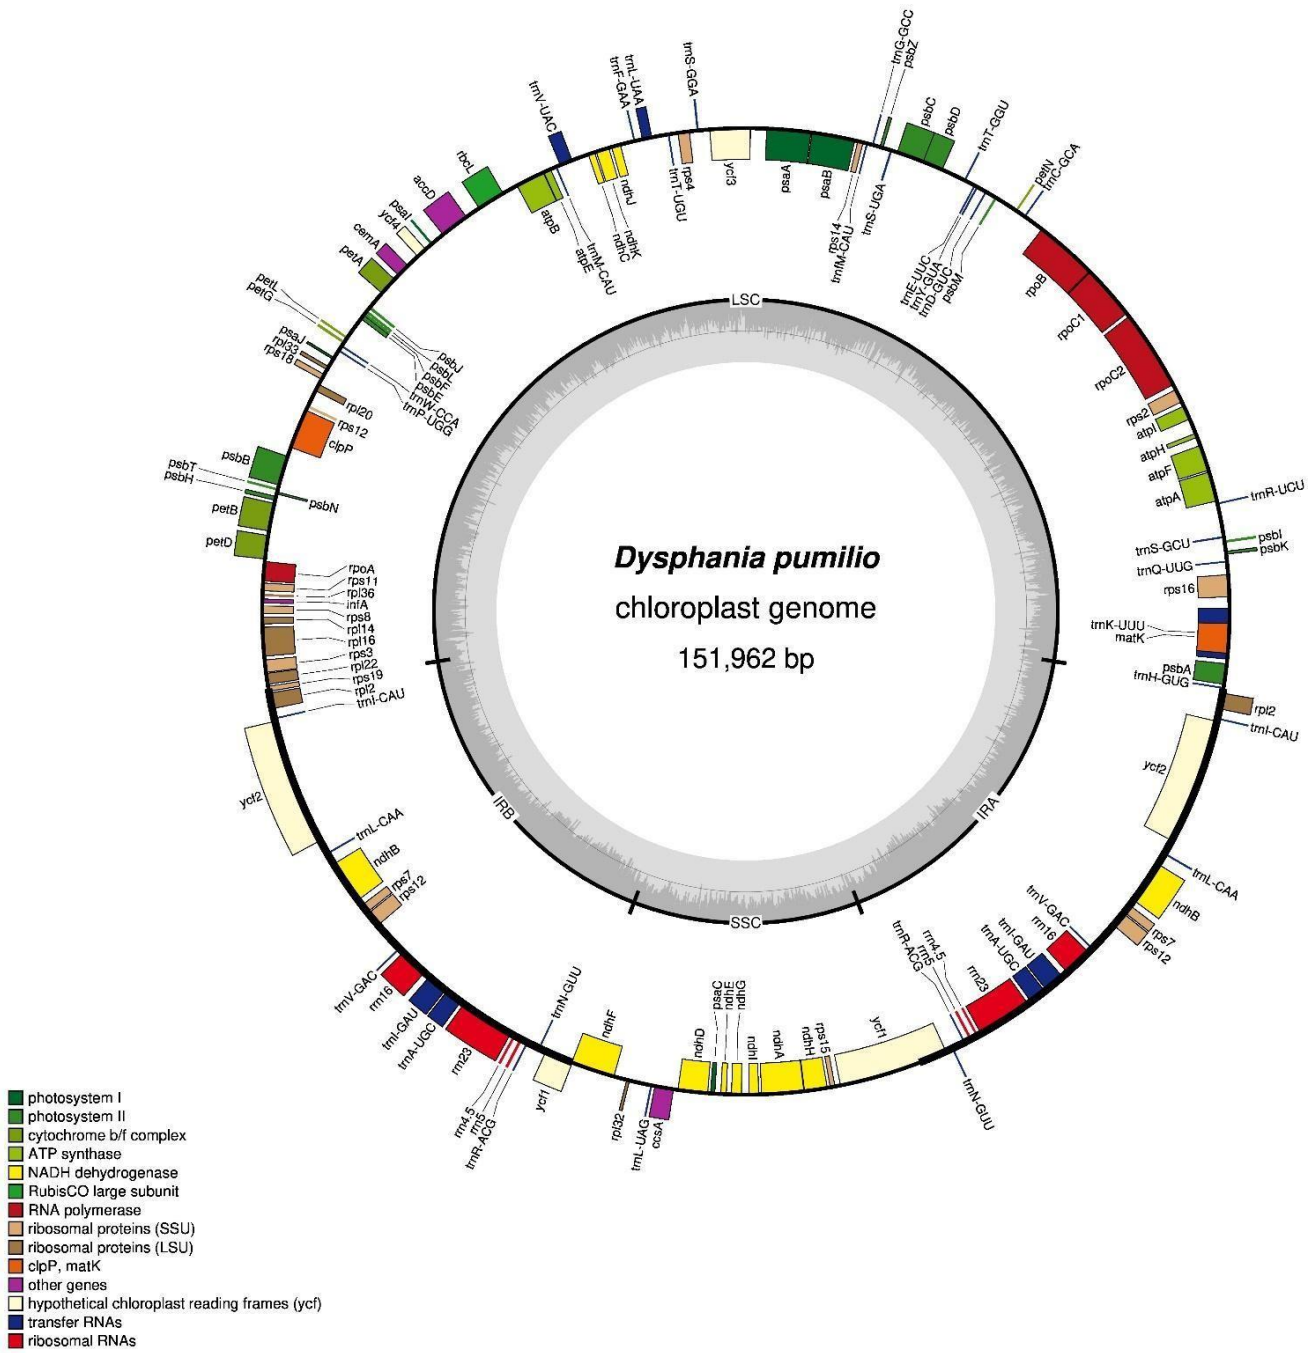 Dysphania pumilio
chloroplast genome
151,962 bp
LSC
IRA
SSC
IRB
trnS-GGA
trnG-GCC
psbZ
psbC
psbD
trnT-GGU
petN
trnC-GCA
rpoB
rpoC1
rpoC2
rps2
atpI
atpH
atpF
atpA
trnR-UCU
trnS-GCU
psbI
psbK
trnQ-UUG
rps16
trnK-UUU
matK
psbA
trnH-GUG
rpl2
trnI-CAU
ycf2
trnL-CAA
ndhB
rps7
rps12
trnV-GAC
rrn16
trnI-GAU
trnA-UGC
rrn23
rrn4.5
rrn5
trnR-ACG
trnN-GUU
ycf1
rps15
ndhH
ndhA
ndhI
ndhG
ndhE
psaC
ndhD
ccsA
trnL-UAG
rpl32
ndhF
ycf1
trnN-GUU
trnR-ACG
rrn5
rrn4.5
rrn23
trnA-UGC
trnI-GAU
rrn16
trnV-GAC
rps12
rps7
ndhB
trnL-CAA
ycf2
trnI-CAU
rpl2
rps19
rpl22
rps3
rpl16
rpl14
rps8
infA
rpl36
rps11
rpoA
petD
petB
psbH
psbT
psbN
psbB
clpP
rps12
rpl20
rps18
rpl33
psaJ
trnP-UGG
trnW-CCA
psbE
psbF
psbL
psbJ
petG
petL
petA
cemA
ycf4
psaI
accD
rbcL
atpB
atpE
trnM-CAU
trnV-UAC
ndhC
ndhK
ndhJ
trnF-GAA
trnL-UAA
trnT-UGU
rps4
ycf3
psaA
psaB
rps14
trnfM-CAU
trnS-UGA
trnE-UUC
trnY-GUA
trnD-GUC
psbM
photosystem I
photosystem II
cytochrome b/f complex
ATP synthase
NADH dehydrogenase
RubisCO large subunit
RNA polymerase
ribosomal proteins (SSU)
ribosomal proteins (LSU)
clpP, matK
other genes
hypothetical chloroplast reading frames (ycf)
transfer RNAs
ribosomal RNAs